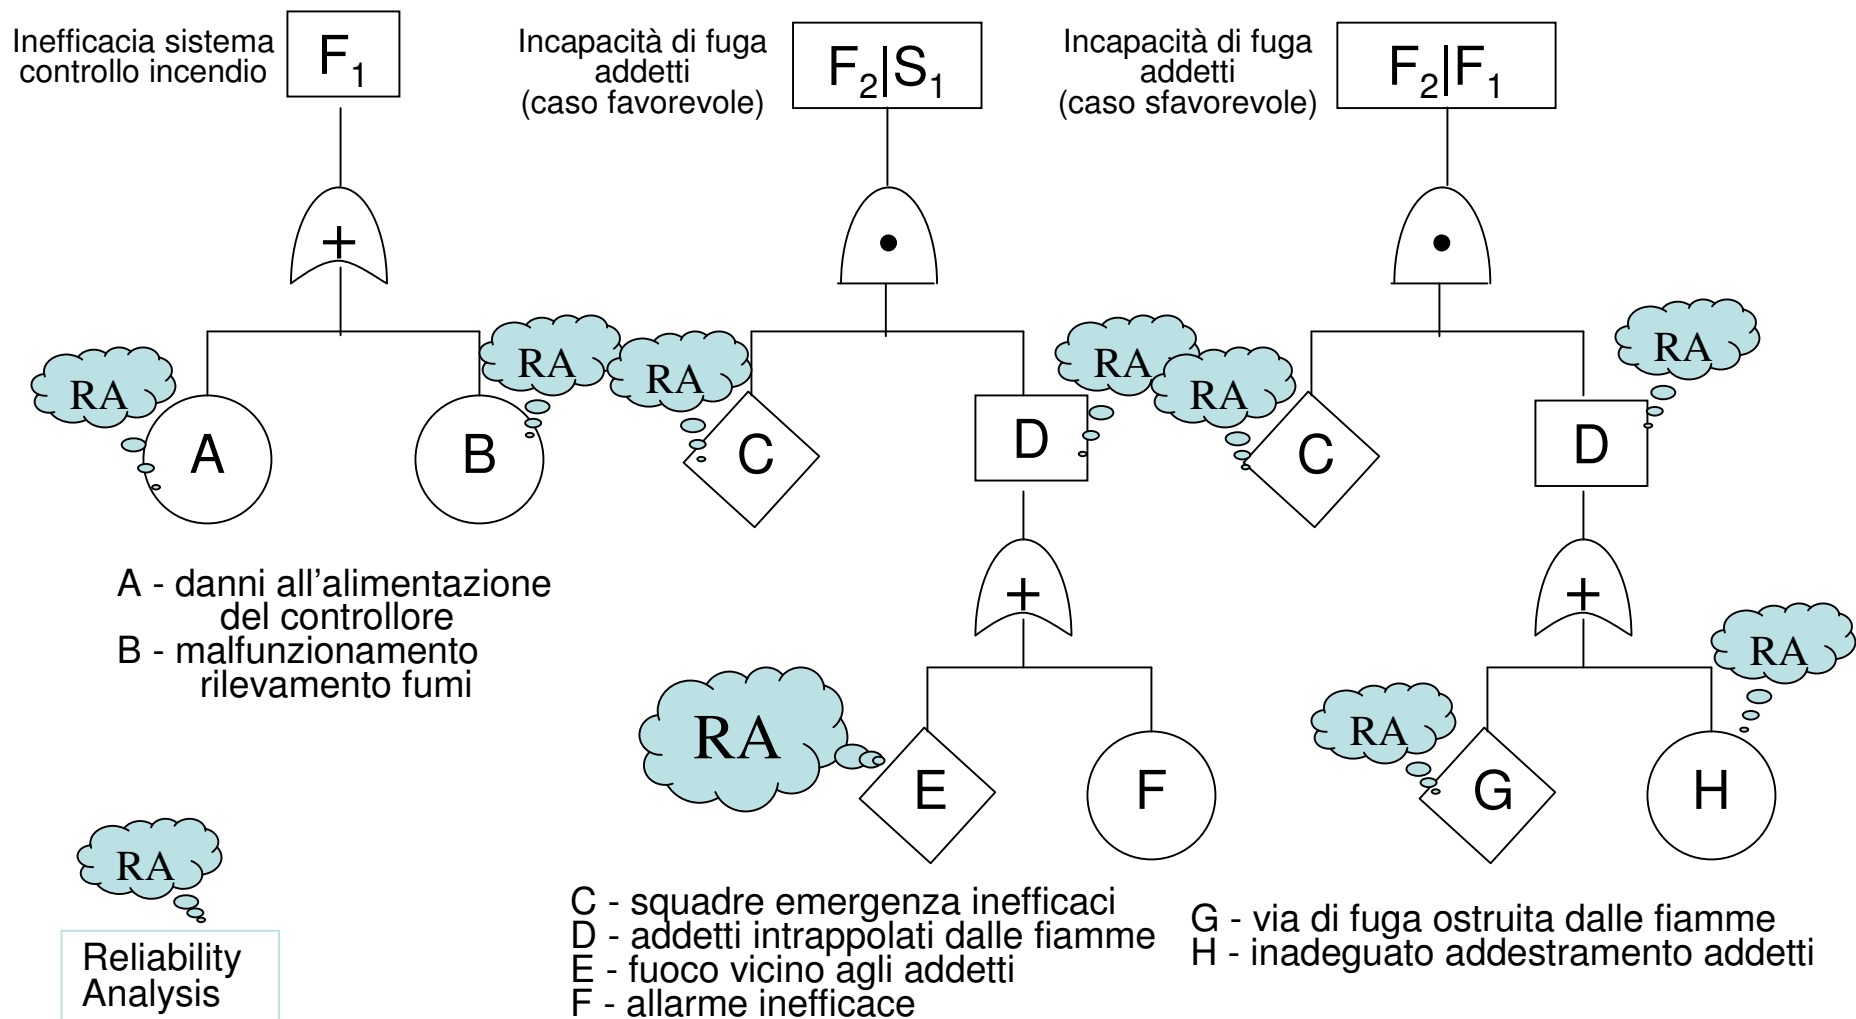 Inefficacia sistema
controllo incendio
F₁
Incapacità di fuga
addetti
(caso favorevole)
F₂|S₁
Incapacità di fuga
addetti
(caso sfavorevole)
F₂|F₁
+
•
•
RA
RA
RA
RA
RA
RA
A
B
C
D
C
D
A - danni all'alimentazione
del controllore
B - malfunzionamento
rilevamento fumi
+
+
RA
RA
RA
E
F
G
H
RA
Reliability
Analysis
C - squadre emergenza inefficaci
D - addetti intrappolati dalle fiamme
E - fuoco vicino agli addetti
F - allarme inefficace
G - via di fuga ostruita dalle fiamme
H - inadeguato addestramento addetti